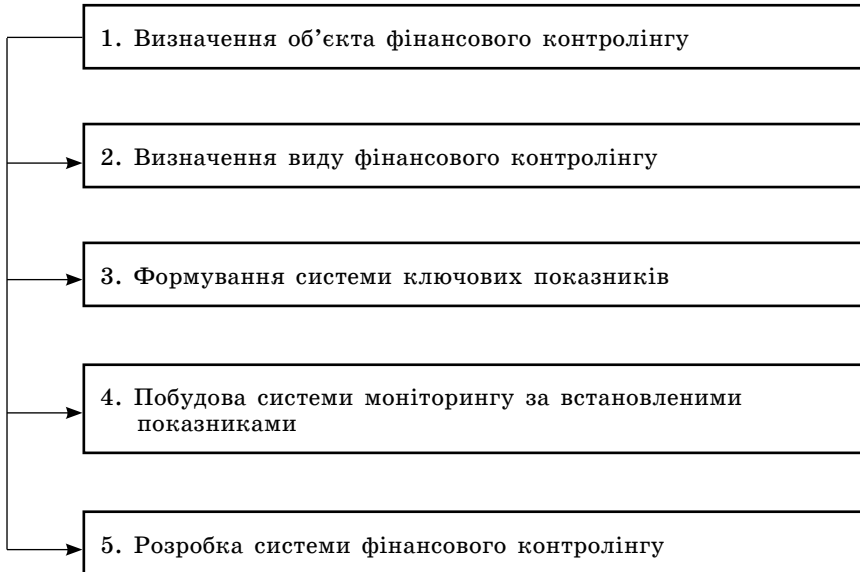 1. Визначення об’єкта фінансового контролінгу
2. Визначення виду фінансового контролінгу
3. Формування системи ключових показників
4. Побудова системи моніторингу за встановленими
показниками
5. Розробка системи фінансового контролінгу